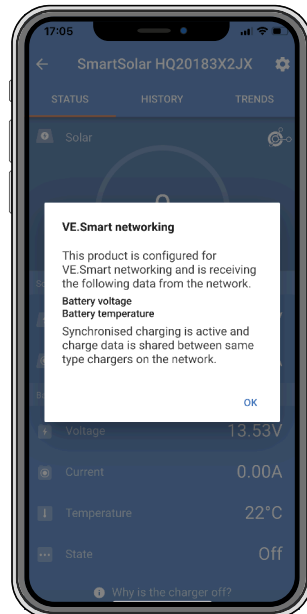 17:05
SmartSolar HQ20183X2JX
STATUS HISTORY TRENDS
Solar
VE.Smart networking
This product is configured for
VE.Smart networking and is receiving
the following data from the network.
Battery voltage
Battery temperature
Synchronised charging is active and
charge data is shared between same
type chargers on the network.
OK
Voltage 13.53V
Current 0.00A
Temperature 22°C
State Off
Why is the charger off?